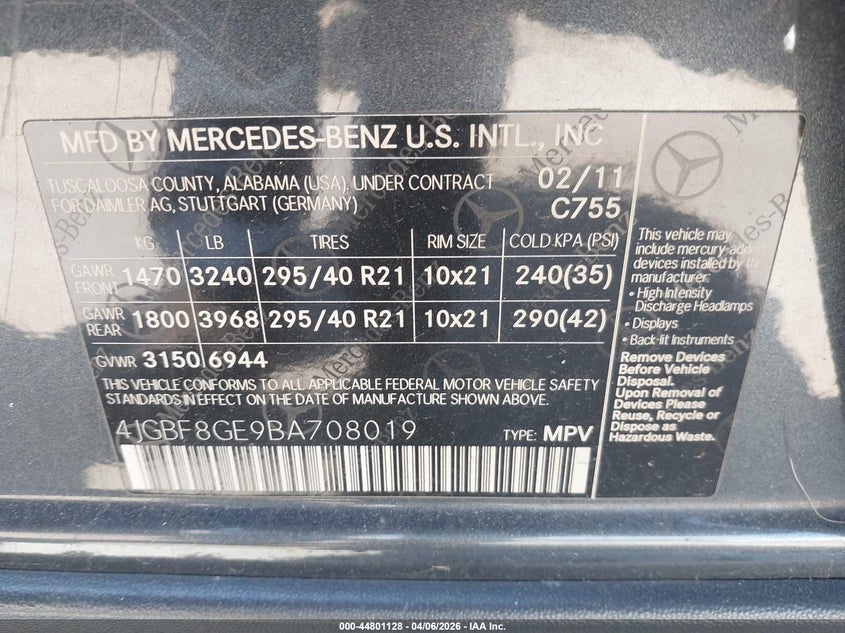 MFD BY MERCEDES-BENZ U.S. INTL., INC
TUSCALOOSA COUNTY, ALABAMA (USA). UNDER CONTRACT
FOR DAIMLER AG, STUTTGART (GERMANY)
02/11
C755
KG LB TIRES RIM SIZE COLD KPA (PSI)
GAWR FRONT 1470 3240 295/40 R21 10x21 240(35)
GAWR REAR 1800 3968 295/40 R21 10x21 290(42)
GVWR 3150 6944
THIS VEHICLE CONFORMS TO ALL APPLICABLE FEDERAL MOTOR VEHICLE SAFETY
STANDARDS IN EFFECT ON THE DATE OF MANUFACTURE SHOWN ABOVE.
4JGBF8GE9BA708019 TYPE: MPV
This vehicle may
include mercury-added
devices installed by the
manufacturer:
• High Intensity
Discharge Headlamps
• Displays
• Back-lit Instruments
Remove Devices
Before Vehicle
Disposal.
Upon Removal of
Devices Please
Reuse, Recycle or
Dispose as
Hazardous Waste.
000-44801128 - 04/06/2026 - IAA Inc.